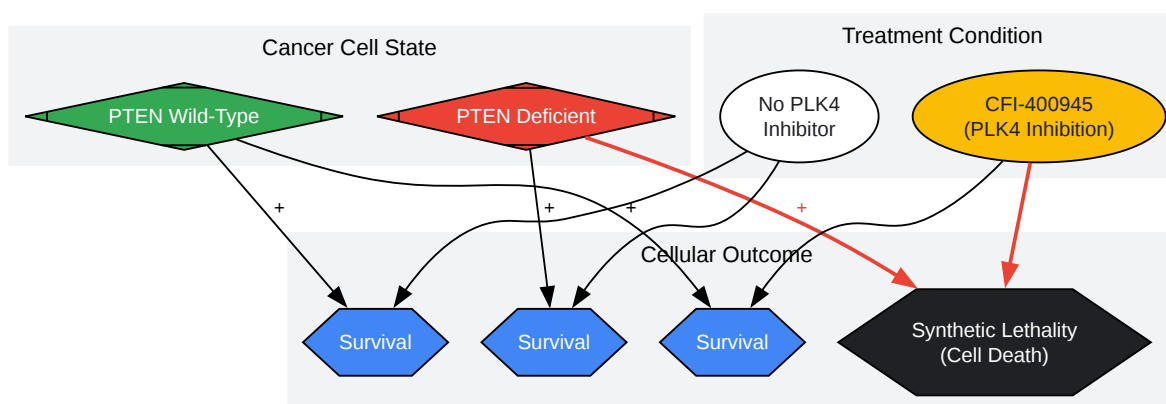 Cancer Cell State
Treatment Condition
PTEN Wild-Type
PTEN Deficient
No PLK4
Inhibitor
CFI-400945
(PLK4 Inhibition)
+
+
+
+
Cellular Outcome
Survival
Survival
Survival
Synthetic Lethality
(Cell Death)